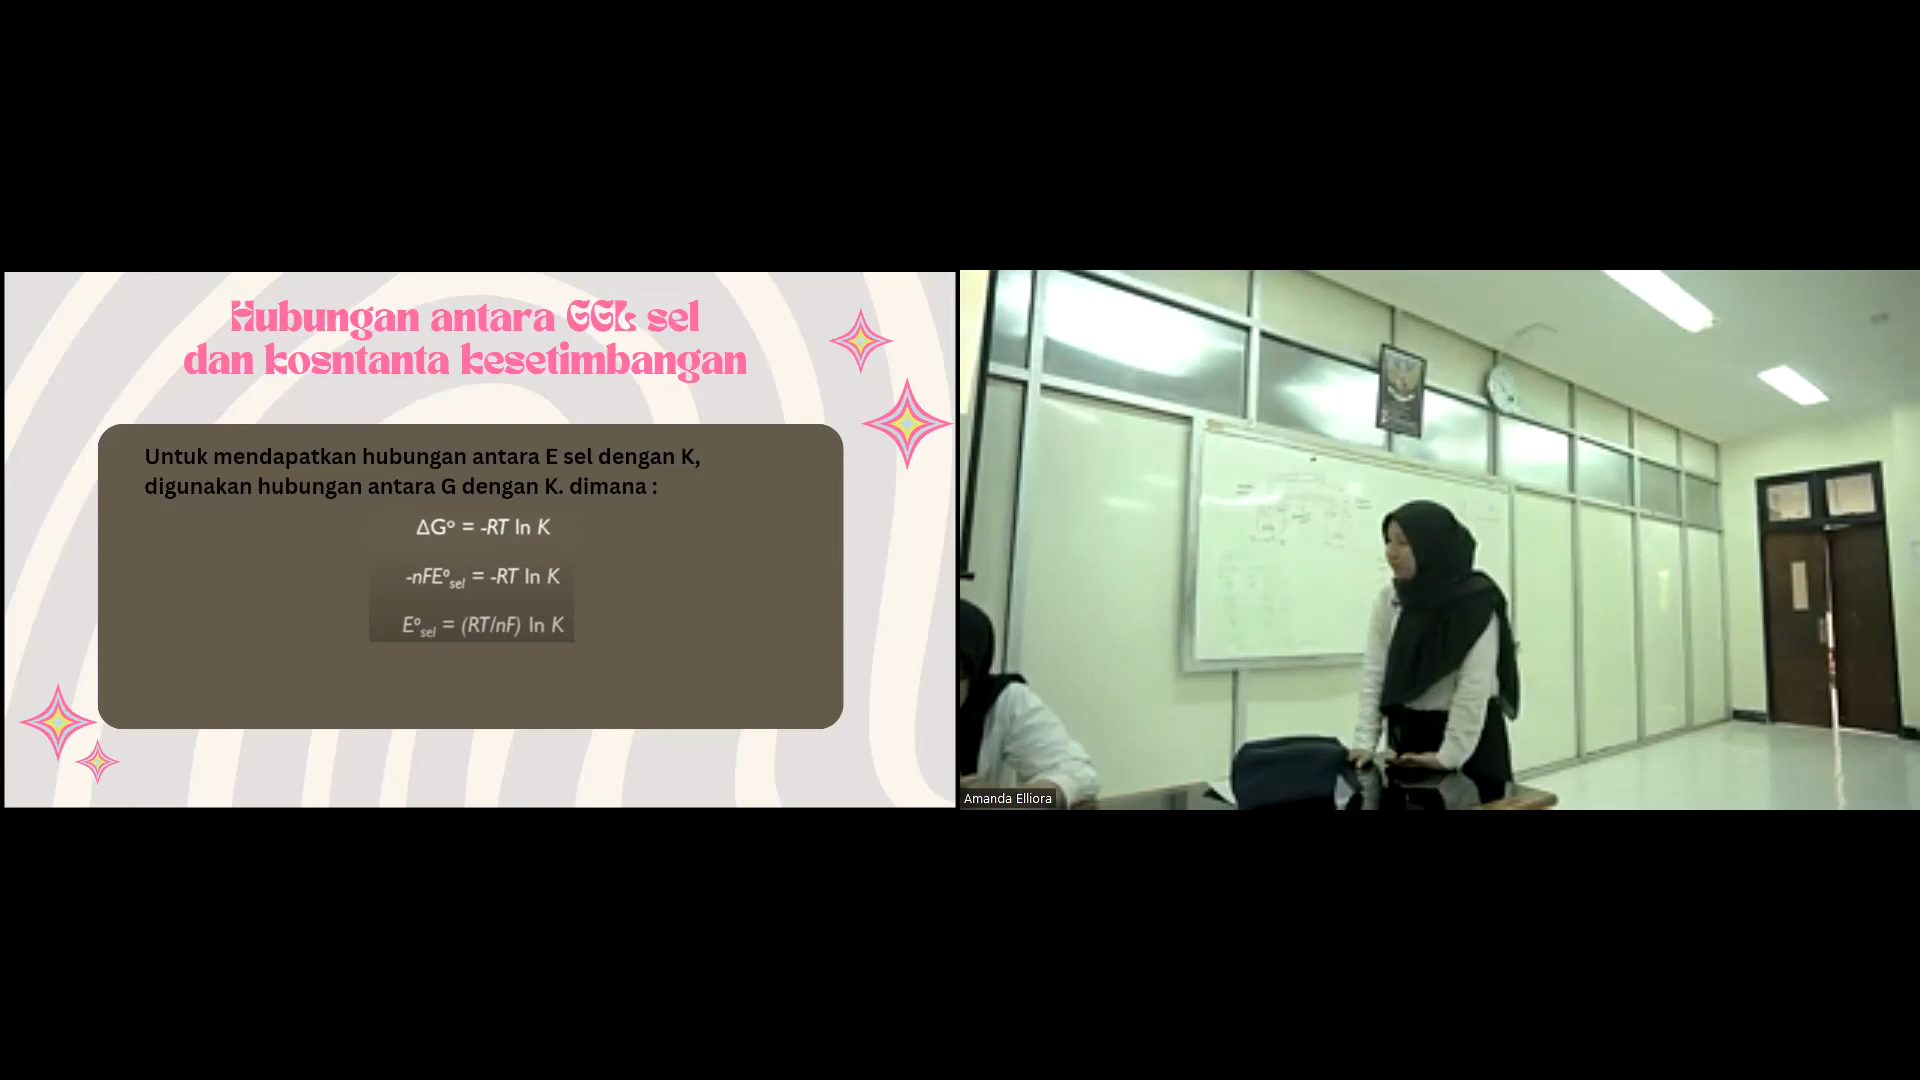 Hubungan antara GGL sel
dan kosntanta kesetimbangan
Untuk mendapatkan hubungan antara E sel dengan K,
digunakan hubungan antara G dengan K. dimana :
ΔG° = -RT ln K
-nFE°sel = -RT ln K
E°sel = (RT/nF) ln K
Amanda Elliora